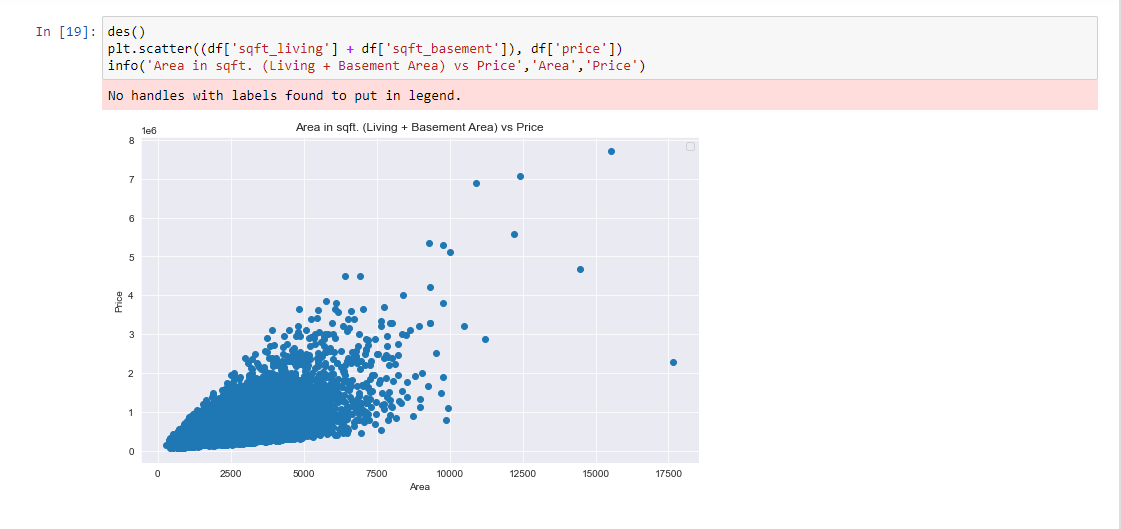 In [19]: des()
plt.scatter((df['sqft_living'] + df['sqft_basement']), df['price'])
info('Area in sqft. (Living + Basement Area) vs Price','Area','Price')
No handles with labels found to put in legend.
Area in sqft. (Living + Basement Area) vs Price
1e6
8
7
6
5
4
3
2
1
0
Price
0 2500 5000 7500 10000 12500 15000 17500
Area